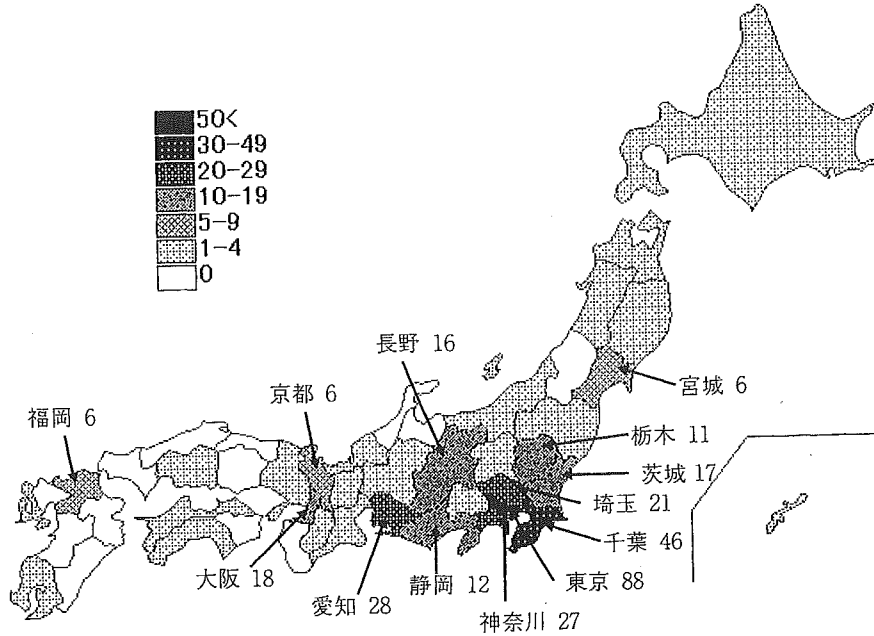 50<
30-49
20-29
10-19
5-9
1-4
0
長野 16
京都 6
福岡 6
宮城 6
栃木 11
茨城 17
埼玉 21
千葉 46
大阪 18
愛知 28
静岡 12
東京 88
神奈川 27